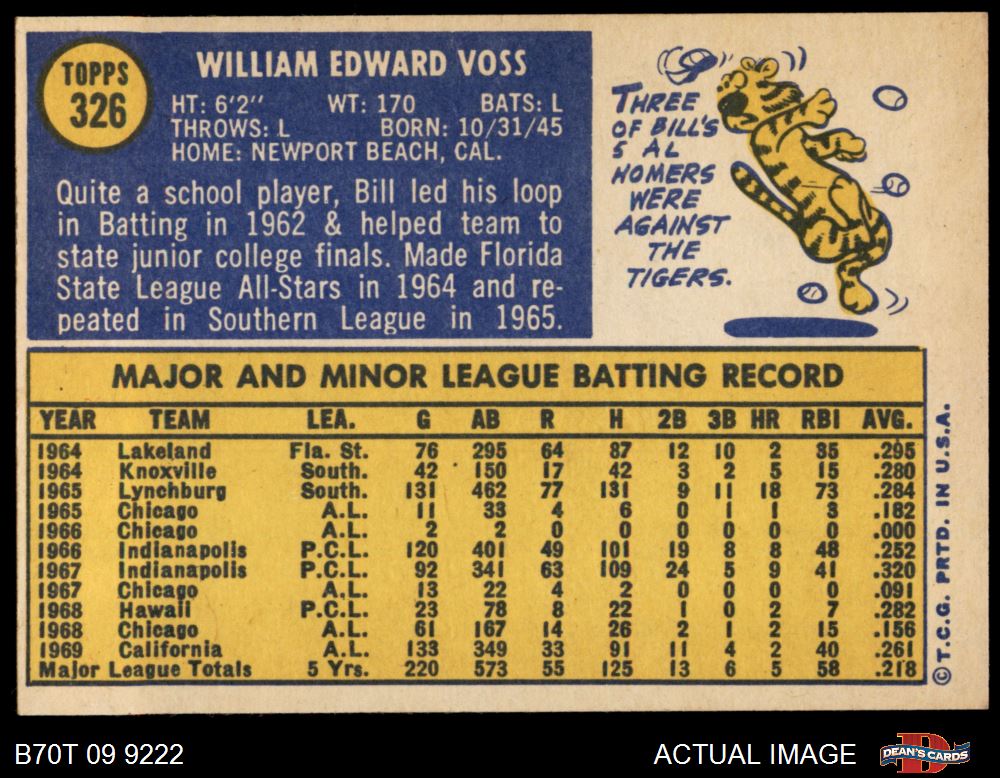 TOPPS
326
WILLIAM EDWARD VOSS
HT: 6'2" WT: 170 BATS: L
THROWS: L BORN: 10/31/45
HOME: NEWPORT BEACH, CAL.
Quite a school player, Bill led his loop
in Batting in 1962 & helped team to
state junior college finals. Made Florida
State League All-Stars in 1964 and re-
peated in Southern League in 1965.
THREE
OF BILL'S
5 AL
HOMERS
WERE
AGAINST
THE
TIGERS.
MAJOR AND MINOR LEAGUE BATTING RECORD
YEAR TEAM LEA. G AB R H 2B 3B HR RBI AVG.
1964 Lakeland Fla. St. 76 295 64 87 12 10 2 35 .295
1964 Knoxville South. 42 150 17 42 3 2 5 15 .280
1965 Lynchburg South. 131 462 77 131 9 11 18 73 .284
1965 Chicago A.L. 11 33 4 6 0 1 1 3 .182
1966 Chicago A.L. 2 2 0 0 0 0 0 0 .000
1966 Indianapolis P.C.L. 120 401 49 101 19 8 8 48 .252
1967 Indianapolis P.C.L. 92 341 63 109 24 5 9 41 .320
1967 Chicago A.L. 13 22 4 2 0 0 0 0 .091
1968 Hawaii P.C.L. 23 78 8 22 1 0 2 7 .282
1968 Chicago A.L. 61 167 14 26 2 1 2 15 .156
1969 California A.L. 133 349 33 91 11 4 2 40 .261
Major League Totals 5 Yrs. 220 573 55 125 13 6 5 58 .218
© T.C.G. PRTD. IN U.S.A.
B70T 09 9222
ACTUAL IMAGE
DEAN'S CARDS